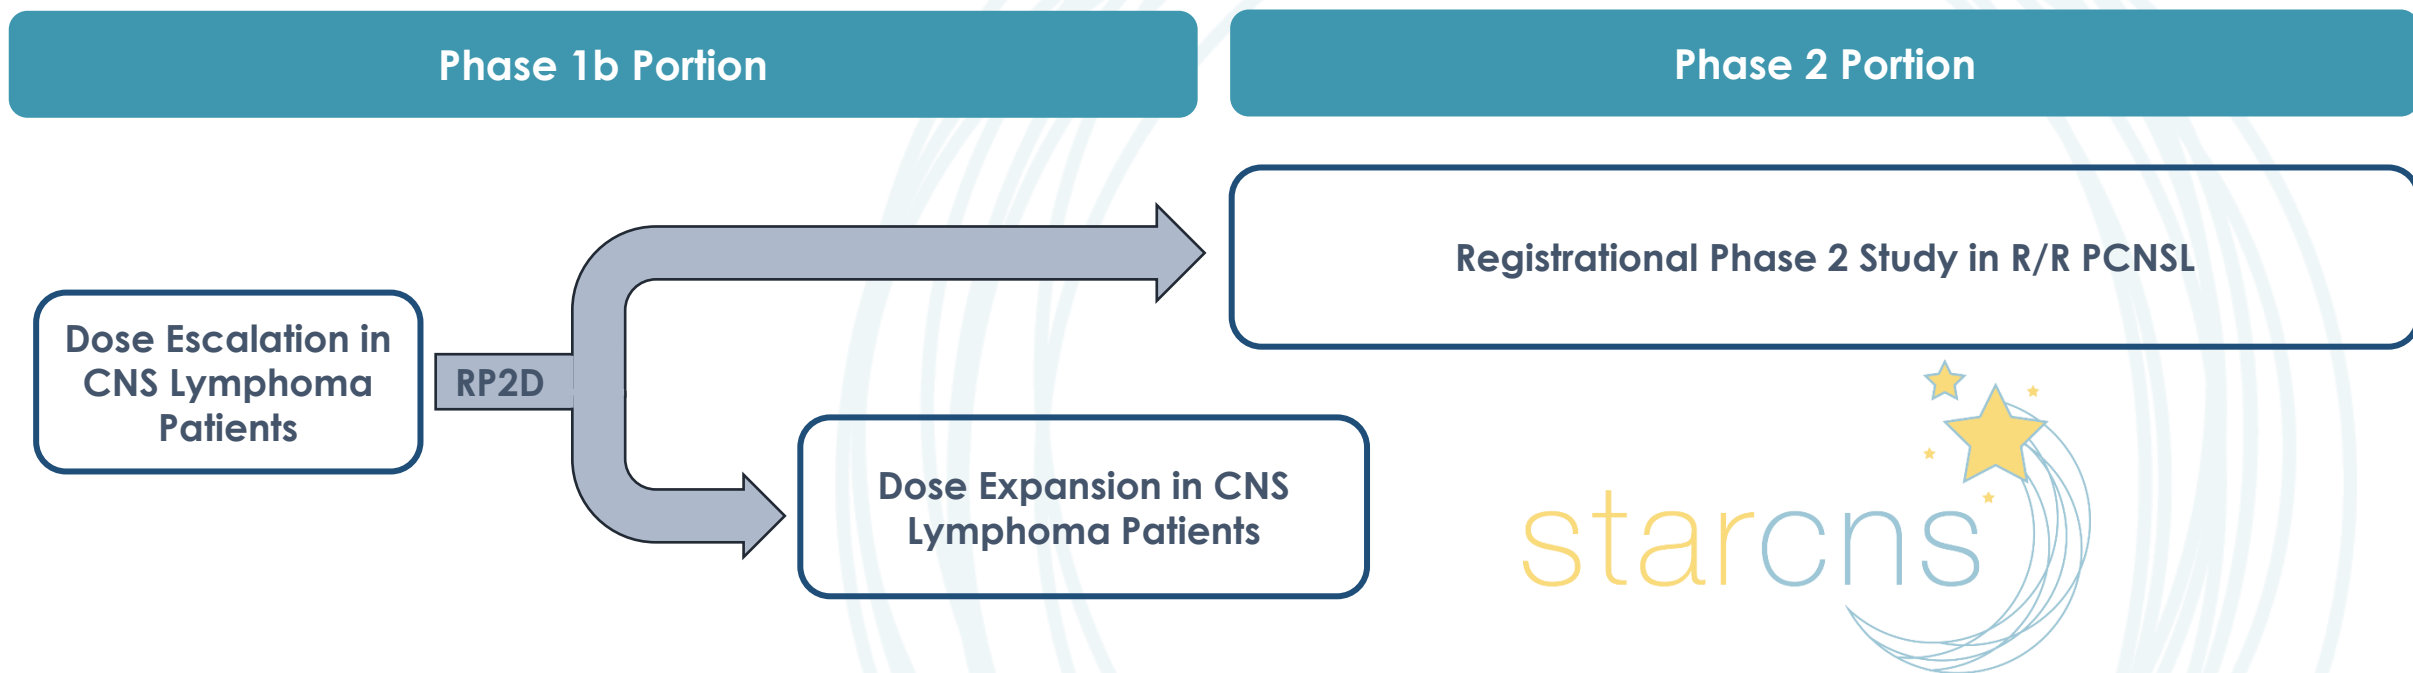 Phase 1b Portion
Phase 2 Portion
Registrational Phase 2 Study in R/R PCNSL
Dose Escalation in
CNS Lymphoma
Patients
RP2D
Dose Expansion in CNS
Lymphoma Patients
starcns